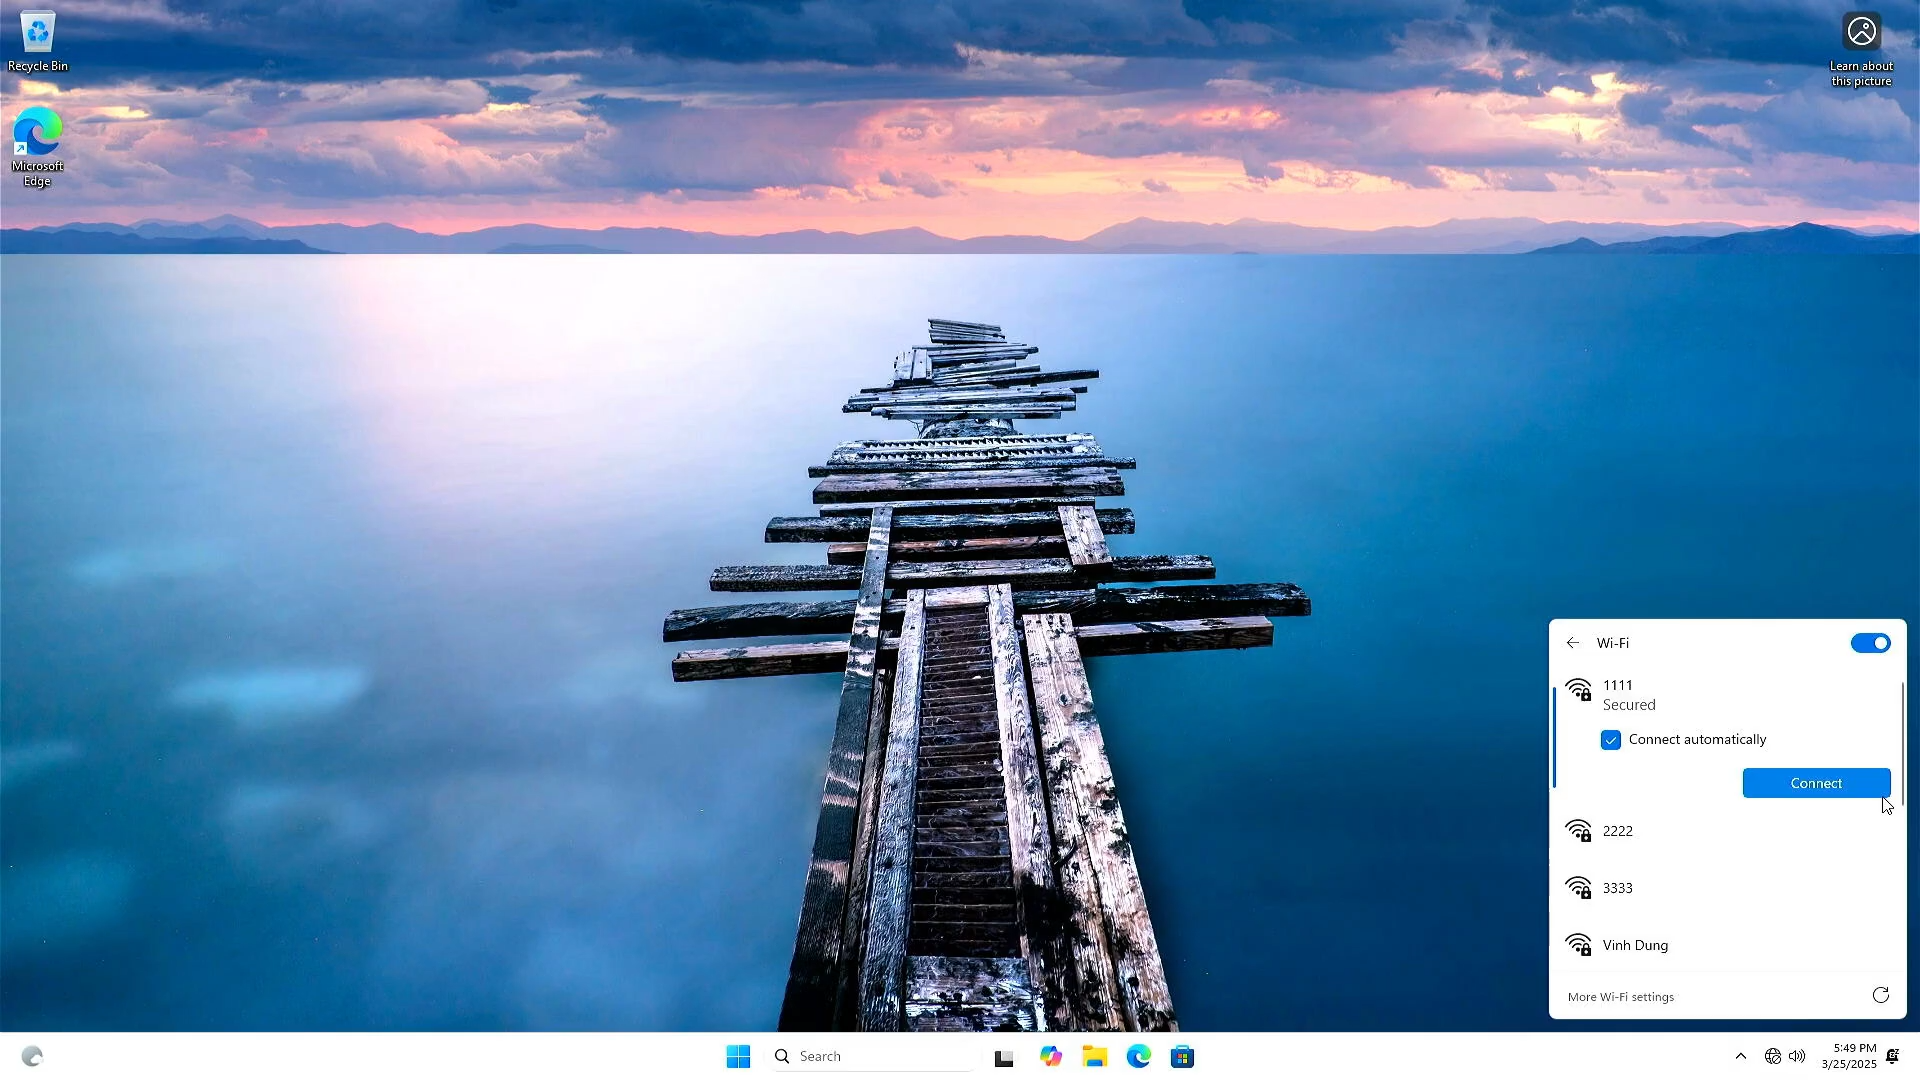 Recycle Bin
Microsoft
Edge
Learn about
this picture
Wi-Fi
1111
Secured
Connect automatically
Connect
2222
3333
Vinh Dung
More Wi-Fi settings
Search
5:49 PM
3/25/2025